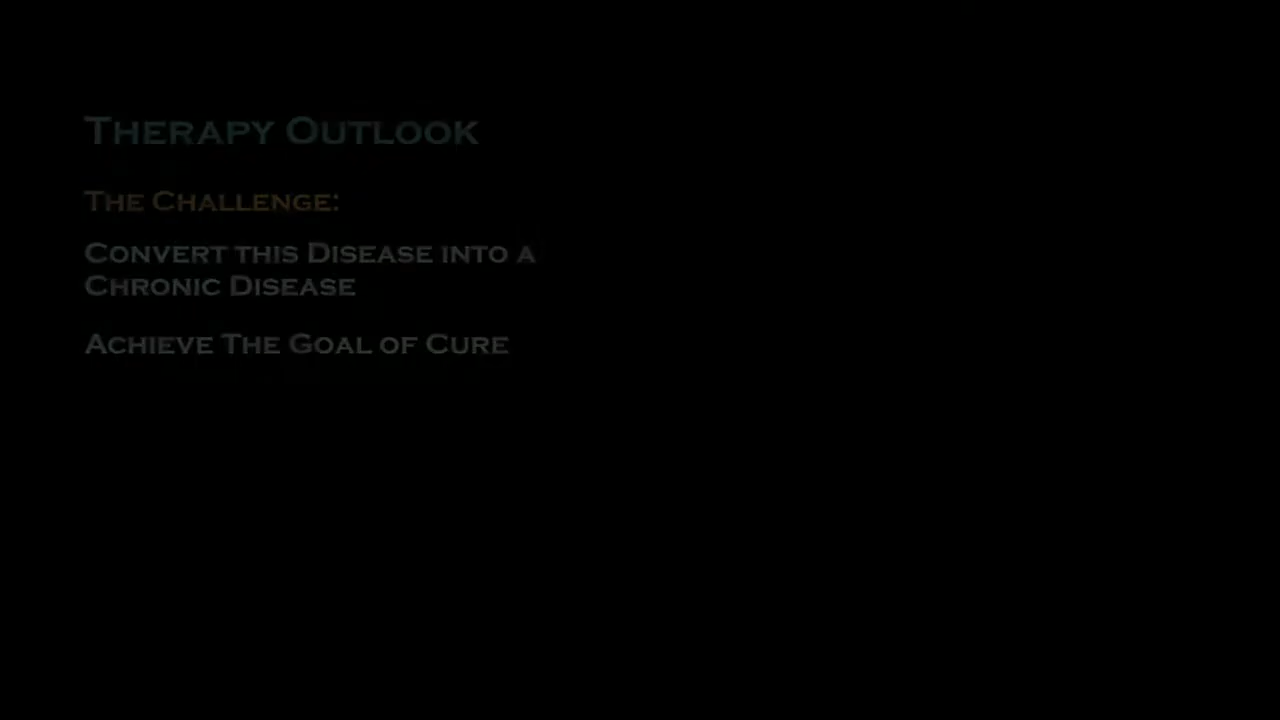 Therapy Outlook
The Challenge:
Convert this Disease into a
Chronic Disease
Achieve The Goal of Cure